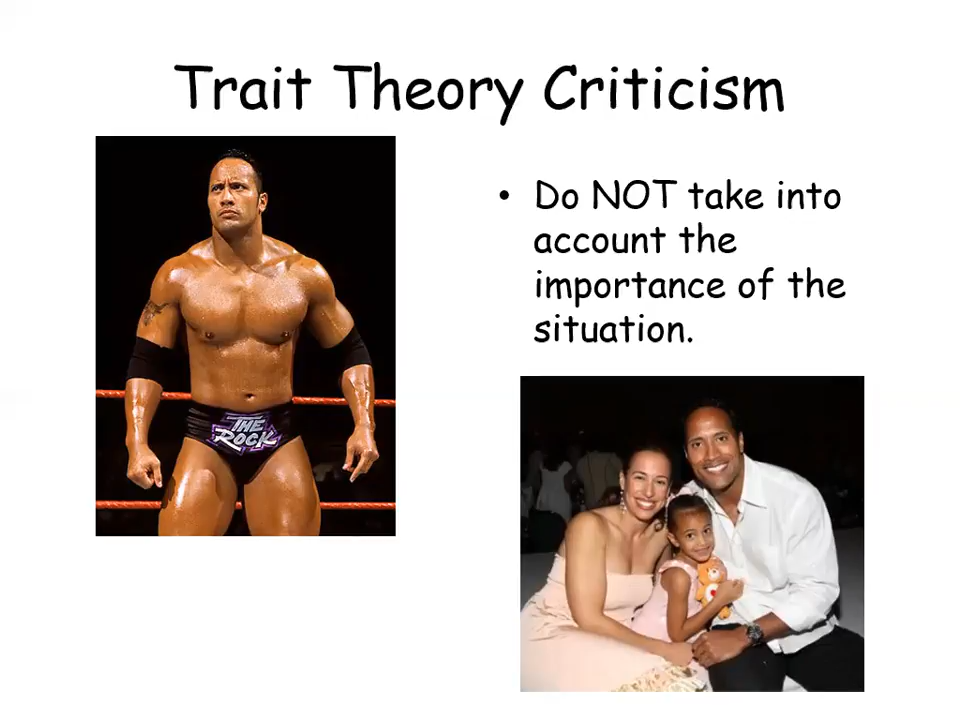 Trait Theory Criticism
• Do NOT take into
account the
importance of the
situation.
THE
ROCK